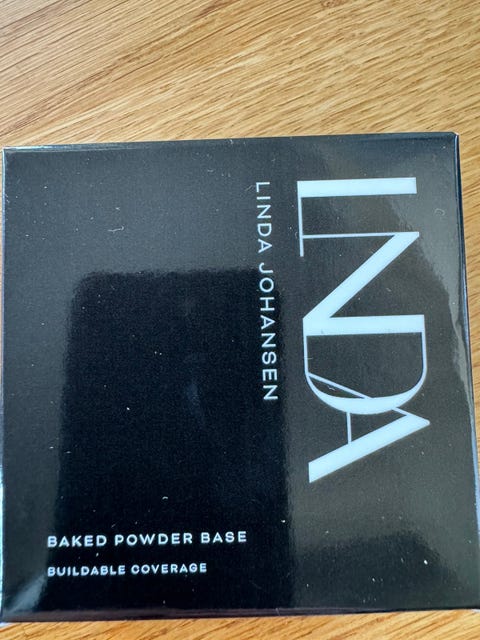 LNDA
LINDA JOHANSEN
BAKED POWDER BASE
BUILDABLE COVERAGE